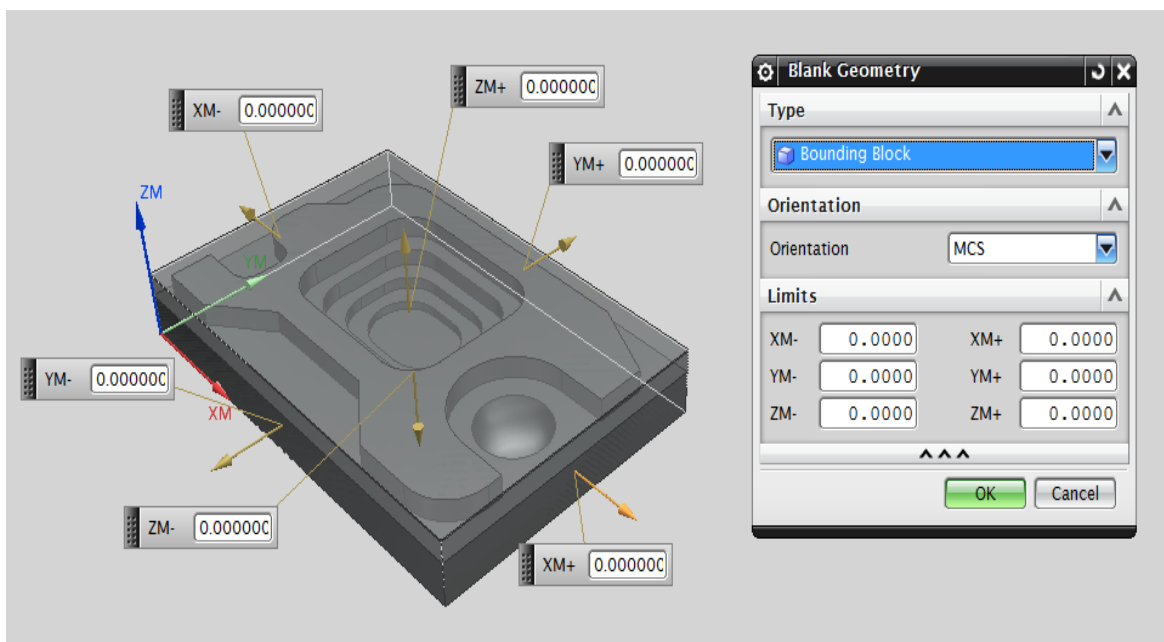 XM- 0.000000
ZM+ 0.000000
YM+ 0.000000
ZM
YM
YM- 0.000000
XM
ZM- 0.000000
XM+ 0.000000
Blank Geometry
Type
Bounding Block
Orientation
Orientation MCS
Limits
XM- 0.0000 XM+ 0.0000
YM- 0.0000 YM+ 0.0000
ZM- 0.0000 ZM+ 0.0000
OK Cancel